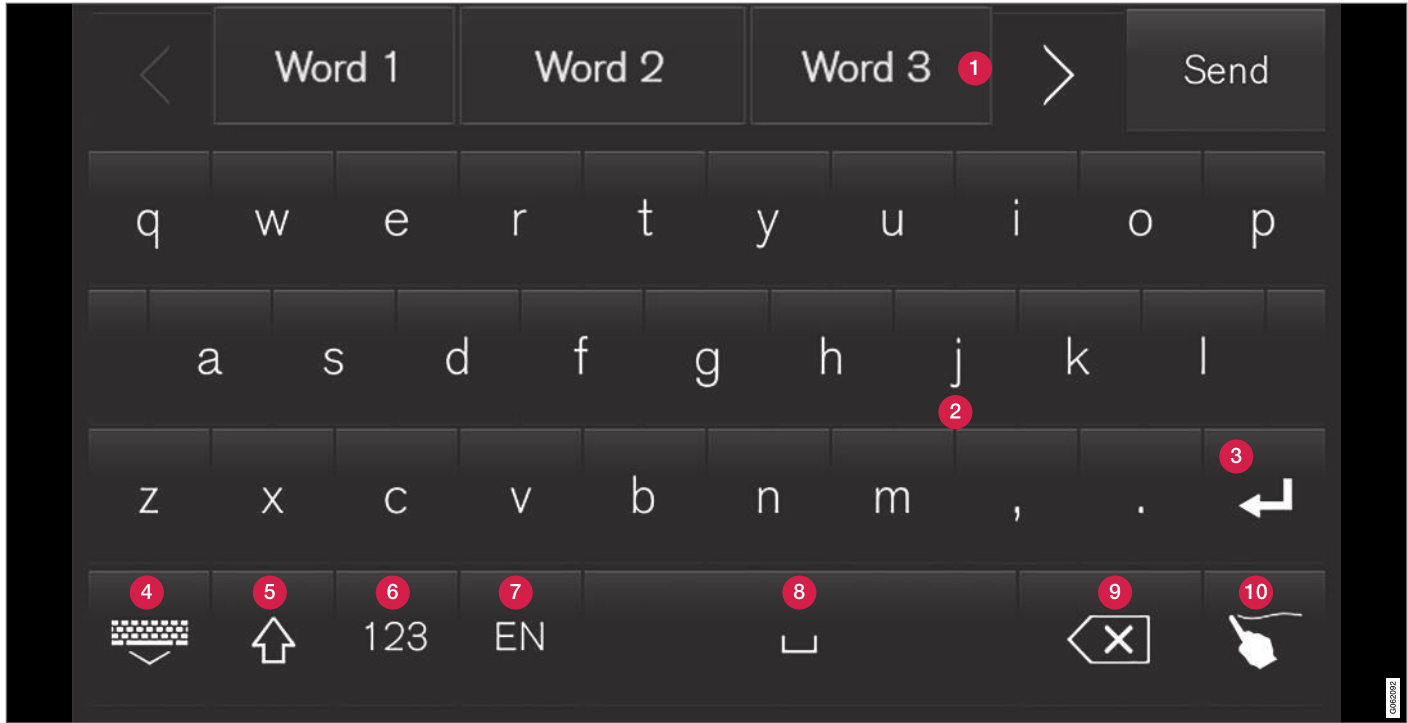 Word 1 Word 2 Word 3 1 Send
q w e r t y u i o p
a s d f g h j k l
2
3
z x c v b n m , .
4 5 6 7 8 9 10
123 EN
G062092